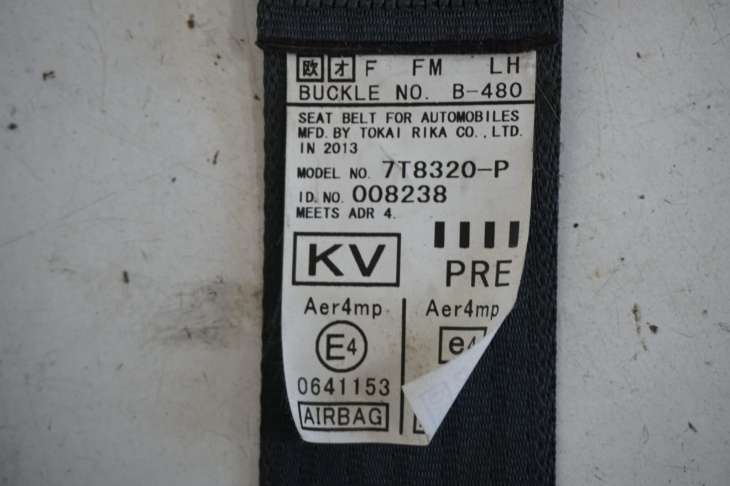 欧 オ F FM LH
BUCKLE NO. B-480
SEAT BELT FOR AUTOMOBILES
MFD. BY TOKAI RIKA CO., LTD.
IN 2013
MODEL NO. 7T8320-P
I D. NO. 008238
MEETS ADR 4.
KV
PRE
Aer4mp Aer4mp
E4 e4
0641153
AIRBAG